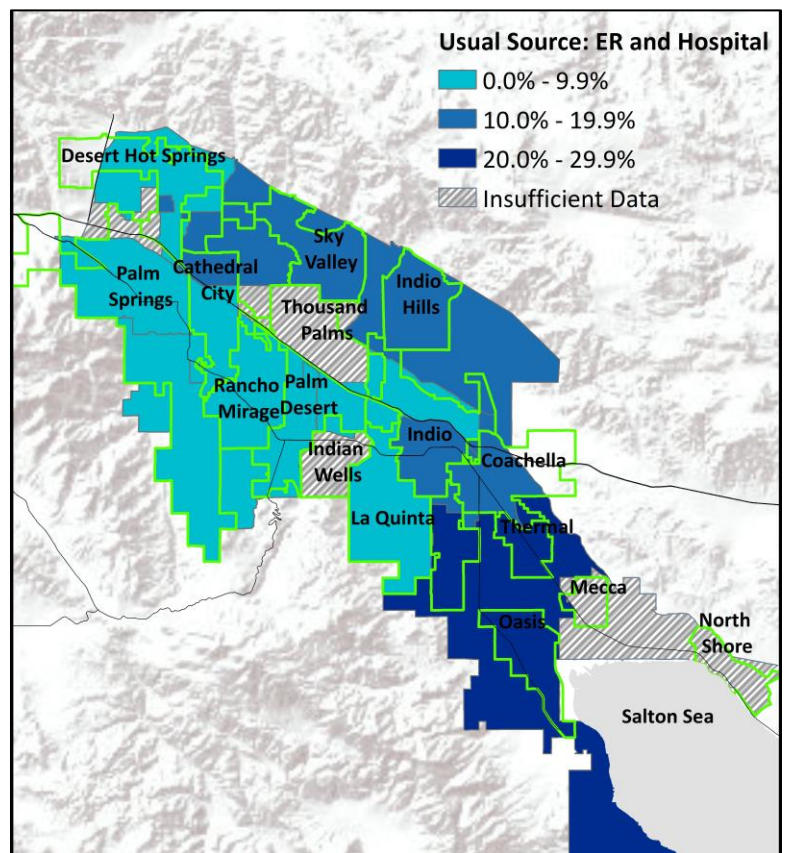 Usual Source: ER and Hospital
0.0% - 9.9%
10.0% - 19.9%
20.0% - 29.9%
Insufficient Data
Desert Hot Springs
Sky
Valley
Palm
Springs
Cathedral
City
Indio
Hills
Thousand
Palms
Rancho
Mirage
Palm
Desert
Indio
Indian
Wells
Coachella
La Quinta
Thermal
Mecca
Oasis
North
Shore
Salton Sea